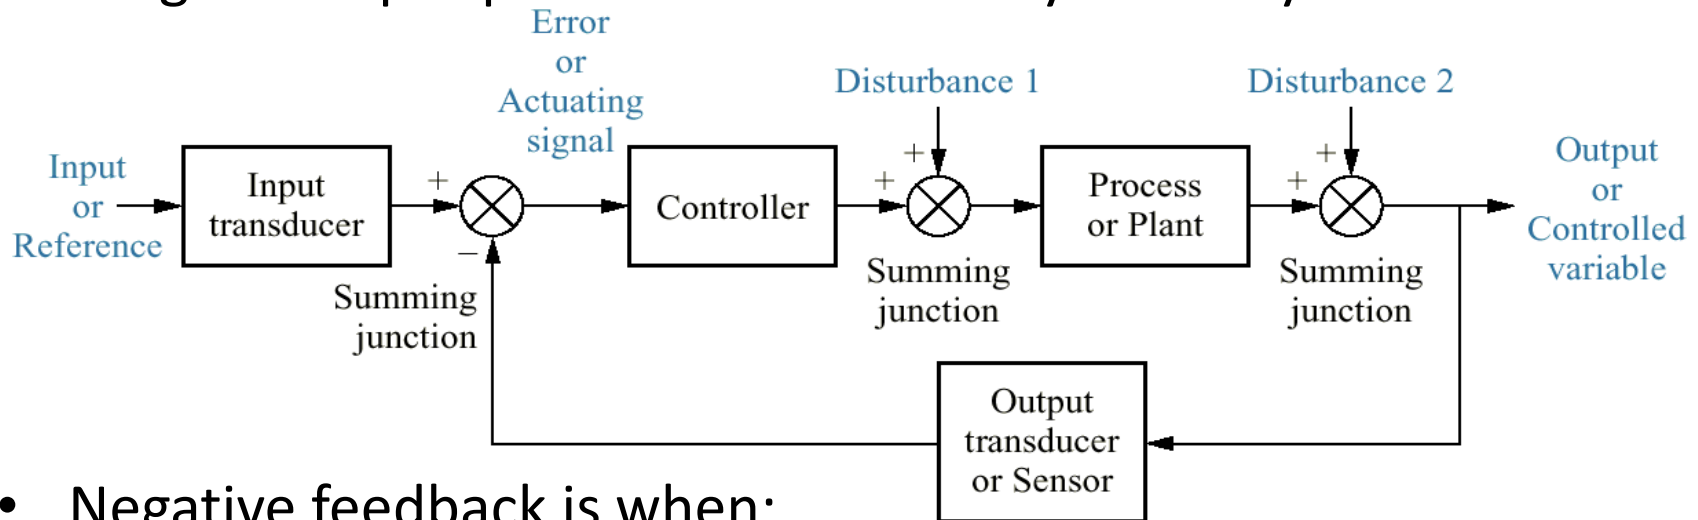 Error
or
Actuating
signal
Disturbance 1
Disturbance 2
Input
or
Reference
Input
transducer
+
−
Summing
junction
Controller
+
+
Summing
junction
Process
or Plant
+
+
Summing
junction
Output
or
Controlled
variable
Output
transducer
or Sensor
• Negative feedback is when: